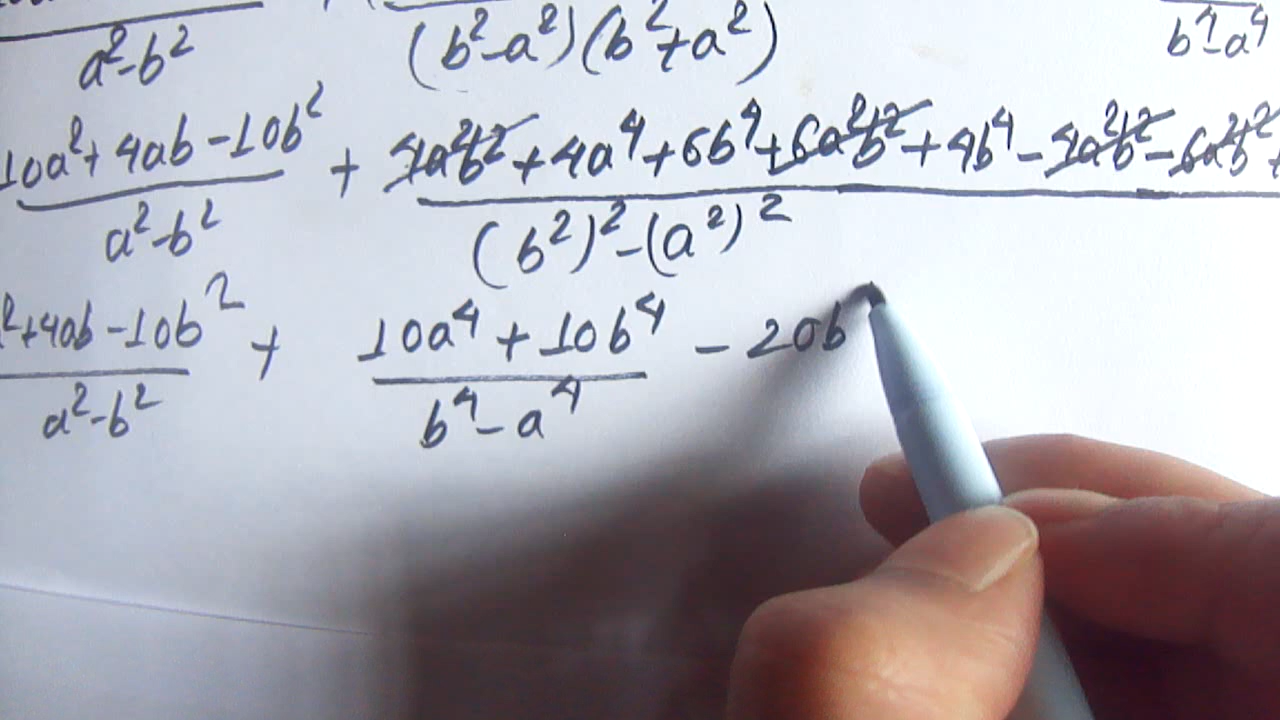 a²-b² (b²-a²)(b²+a²) b⁴-a⁴
10a²+4ab-10b² + 4a²b²+4a⁴+6b⁴+6a²b²+4b⁴-4a²b²-6a²b²
a²-b² (b²)²-(a²)²
²+4ab-10b² + 10a⁴+10b⁴ - 20b
a²-b² b⁴-a⁴